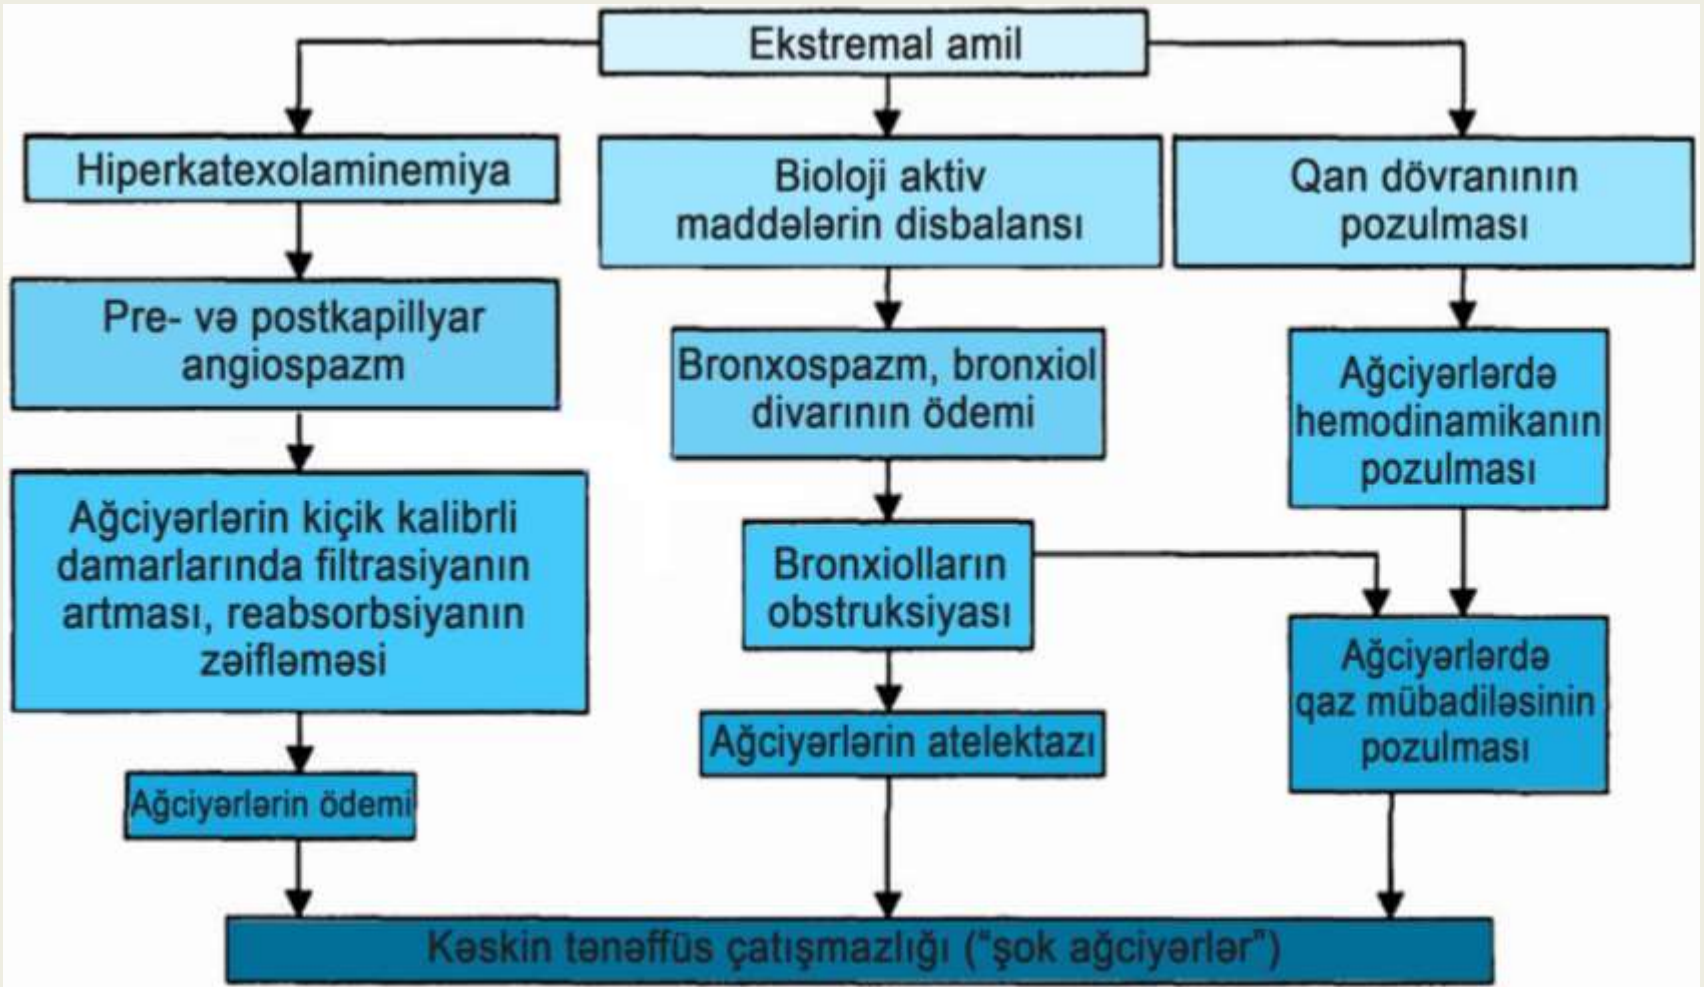 Ekstremal amil
Hiperkatexolaminemiya
Bioloji aktiv
maddələrin disbalansı
Qan dövranının
pozulması
Pre- və postkapillyar
angiospazm
Bronxospazm, bronxiol
divarının ödemi
Ağciyərlərdə
hemodinamikanın
pozulması
Ağciyərlərin kiçik kalibrli
damarlarında filtrasiyanın
artması, reabsorbsiyanın
zəifləməsi
Bronxiolların
obstruksiyası
Ağciyərlərdə
qaz mübadiləsinin
pozulması
Ağciyərlərin atelektazı
Ağciyərlərin ödemi
Kəskin tənəffüs çatışmazlığı (“şok ağciyərlər”)